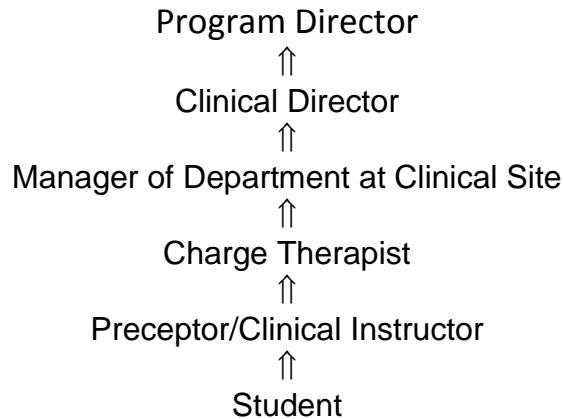 Program Director
⇑
Clinical Director
⇑
Manager of Department at Clinical Site
⇑
Charge Therapist
⇑
Preceptor/Clinical Instructor
⇑
Student